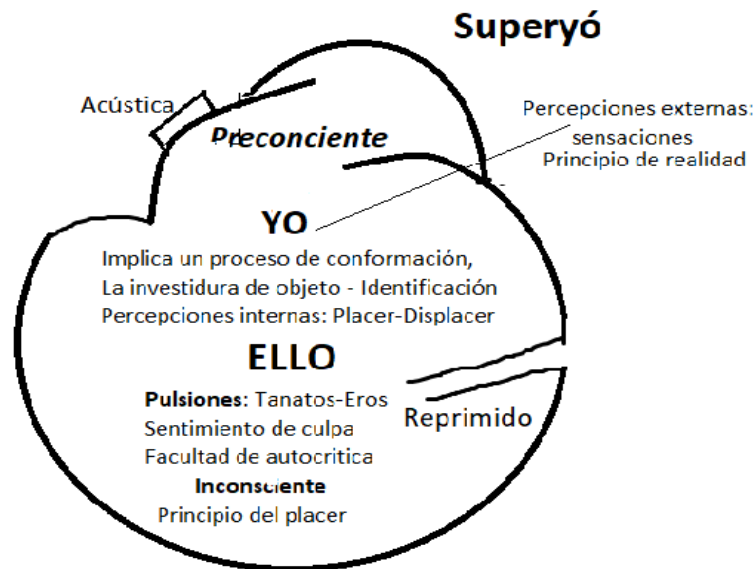 Superyó
Acústica
Percepciones externas:
sensaciones
Principio de realidad
Preconciente
YO
Implica un proceso de conformación,
La investidura de objeto - Identificación
Percepciones internas: Placer-Displacer
ELLO
Pulsiones: Tanatos-Eros
Reprimido
Sentimiento de culpa
Facultad de autocritica
Inconsciente
Principio del placer